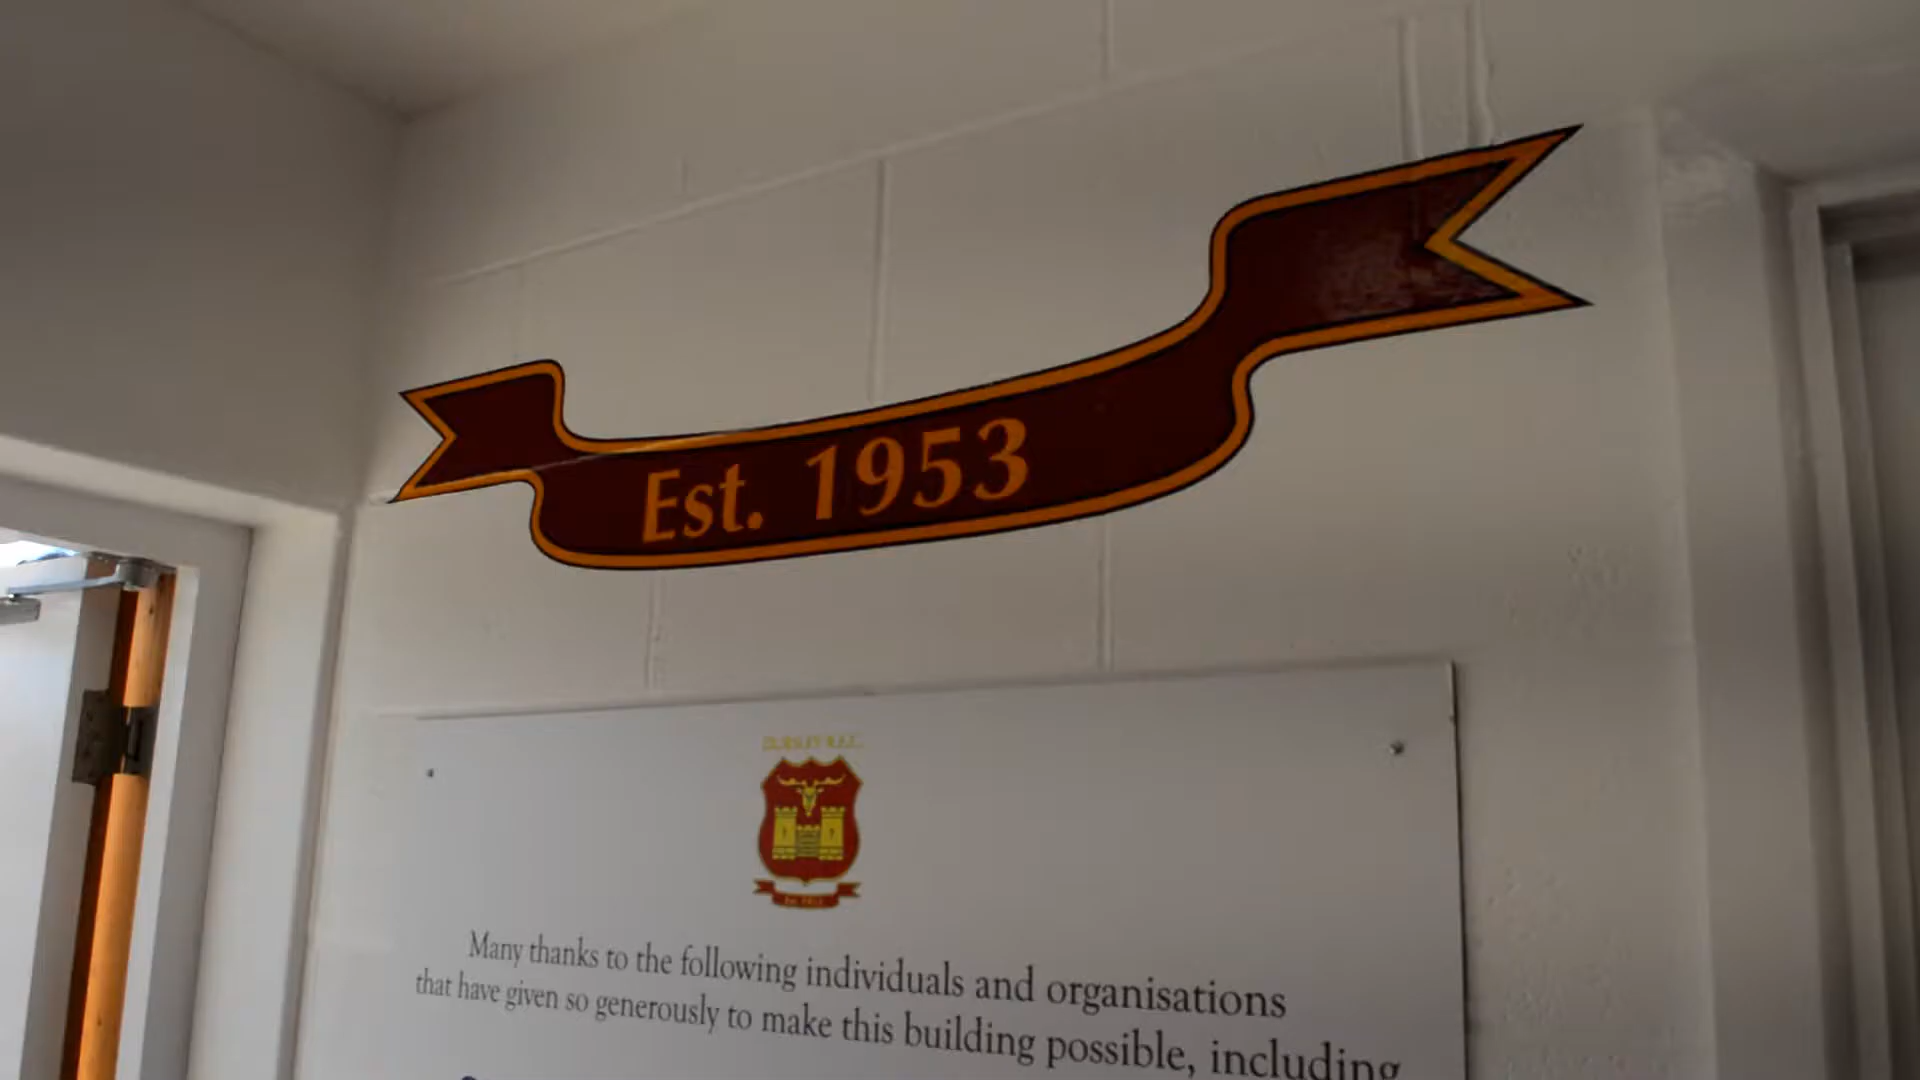 Est. 1953
DURSLEY R.F.C.
Many thanks to the following individuals and organisations
that have given so generously to make this building possible, including